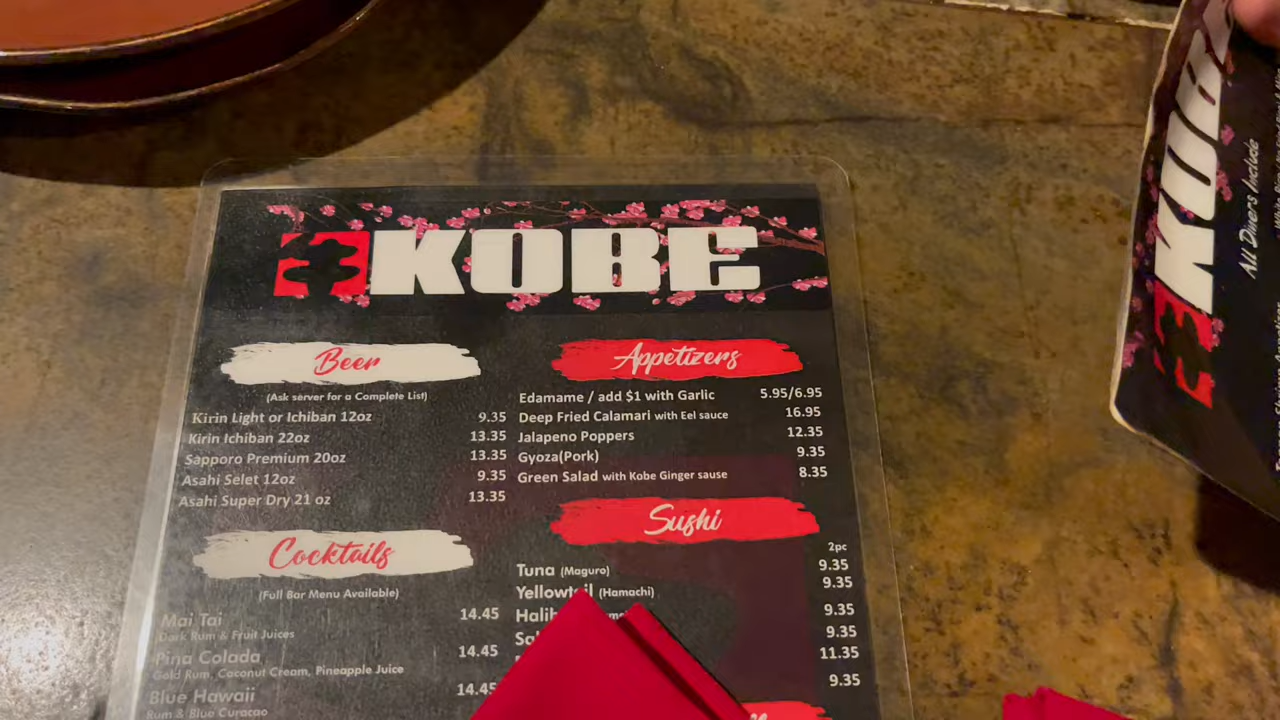 KOBE
Beer
(Ask server for a Complete List)
Kirin Light or Ichiban 12oz 9.35
Kirin Ichiban 22oz 13.35
Sapporo Premium 20oz 13.35
Asahi Selet 12oz 9.35
Asahi Super Dry 21 oz 13.35
Cocktails
(Full Bar Menu Available)
Mai Tai 14.45
Dark Rum & Fruit Juices
Pina Colada 14.45
Gold Rum, Coconut Cream, Pineapple Juice
Blue Hawaii 14.45
Rum & Blue Curacao
Appetizers
Edamame / add $1 with Garlic 5.95/6.95
Deep Fried Calamari with Eel sauce 16.95
Jalapeno Poppers 12.35
Gyoza(Pork) 9.35
Green Salad with Kobe Ginger sause 8.35
Sushi
2pc
Tuna (Maguro) 9.35
Yellowtail (Hamachi) 9.35
9.35
9.35
11.35
9.35
KOBE
All Diners Include